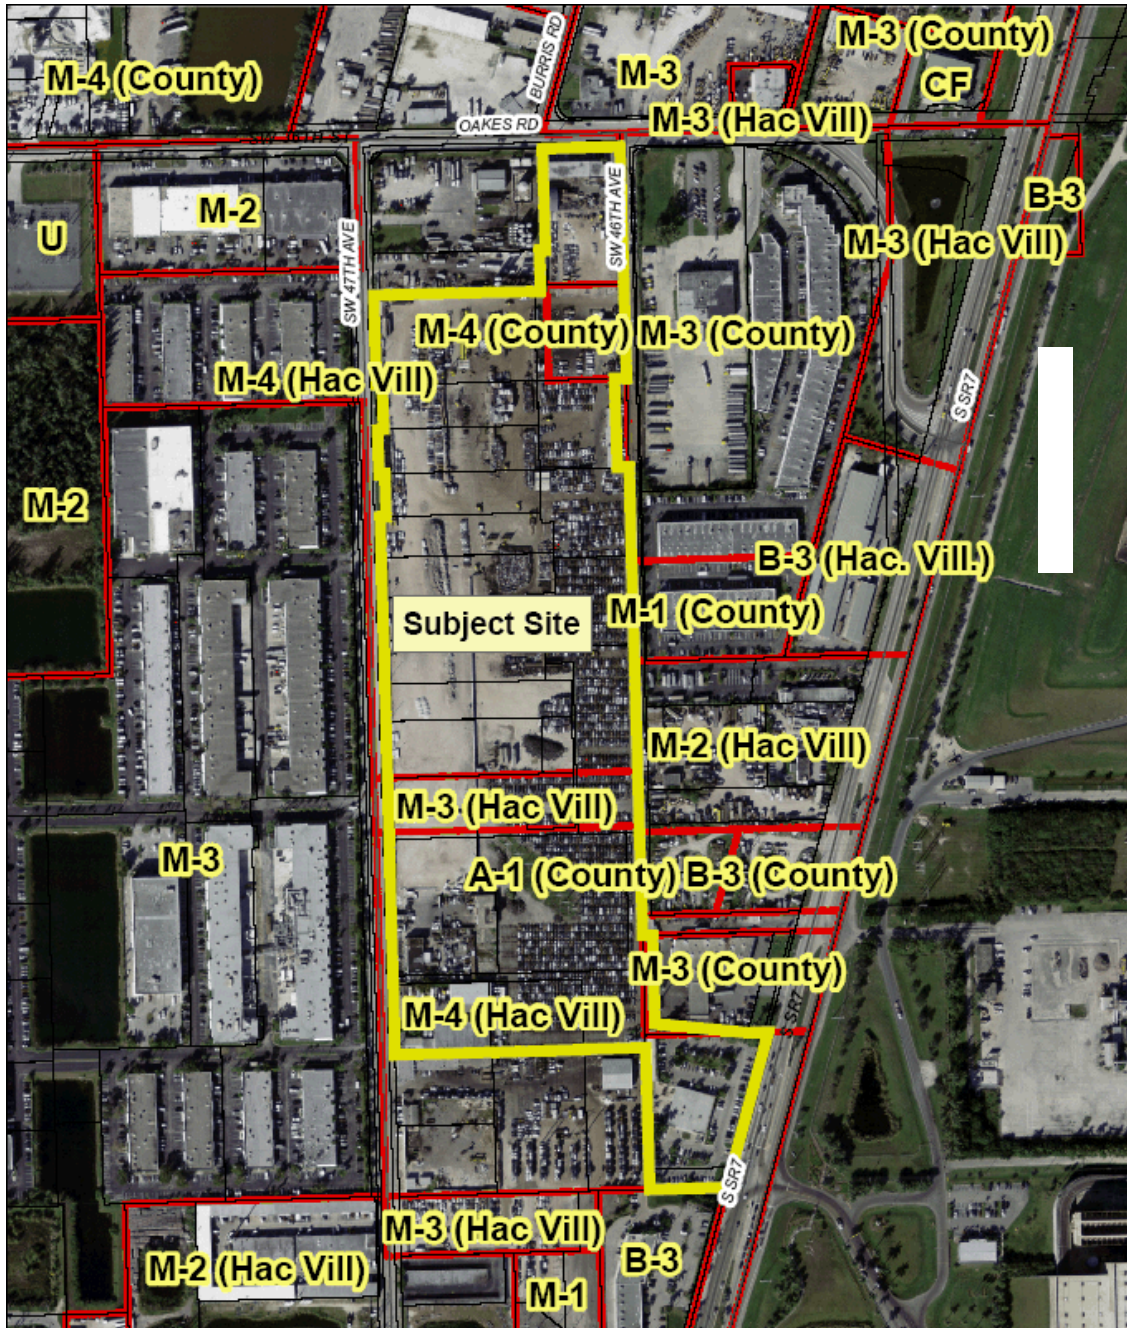 M-3 (County)
M-4 (County)
BURRIS RD
M-3
CF
OAKES RD
M-3 (Hac Vill)
M-2
SW 46TH AVE
B-3
U
M-3 (Hac Vill)
SW 47TH AVE
M-4 (County)
M-3 (County)
M-4 (Hac Vill)
S SR7
M-2
B-3 (Hac. Vill.)
M-1 (County)
Subject Site
M-2 (Hac Vill)
M-3 (Hac Vill)
M-3
A-1 (County)
B-3 (County)
M-3 (County)
M-4 (Hac Vill)
S SR7
S SR7
M-3 (Hac Vill)
M-2 (Hac Vill)
B-3
M-1